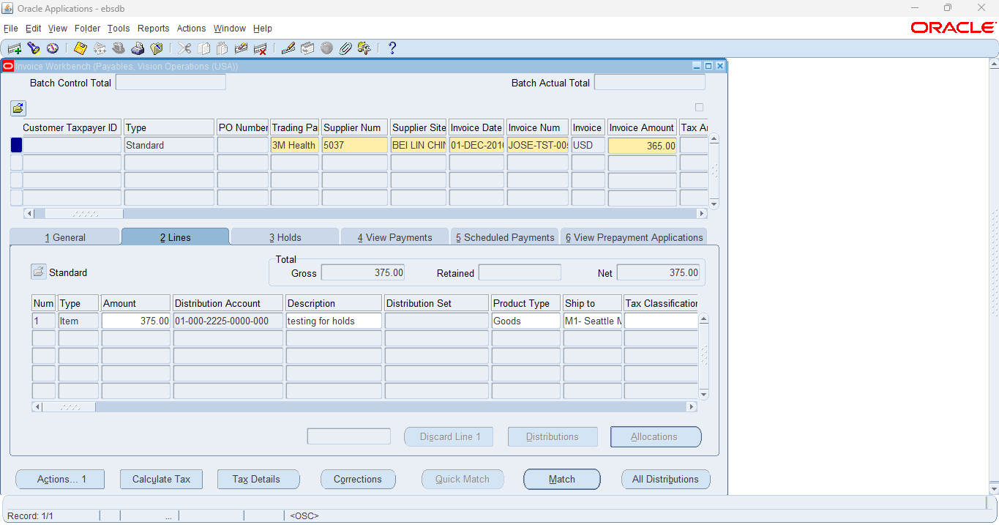 Oracle Applications - ebsdb
File Edit View Folder Tools Reports Actions Window Help
ORACLE
Invoice Workbench (Payables, Vision Operations (USA))
Batch Control Total
Batch Actual Total
Customer Taxpayer ID Type PO Number Trading Pa Supplier Num Supplier Site Invoice Date Invoice Num Invoice Invoice Amount Tax A
Standard 3M Health 5037 BEI LIN CHIN 01-DEC-201 JOSE-TST-00 USD 365.00
1 General 2 Lines 3 Holds 4 View Payments 5 Scheduled Payments 6 View Prepayment Applications
Total
Standard Gross 375.00 Retained Net 375.00
Num Type Amount Distribution Account Description Distribution Set Product Type Ship to Tax Classification
1 Item 375.00 01-000-2225-0000-000 testing for holds Goods M1- Seattle M
Discard Line 1 Distributions Allocations
Actions... 1 Calculate Tax Tax Details Corrections Quick Match Match All Distributions
Record: 1/1 ... <OSC>